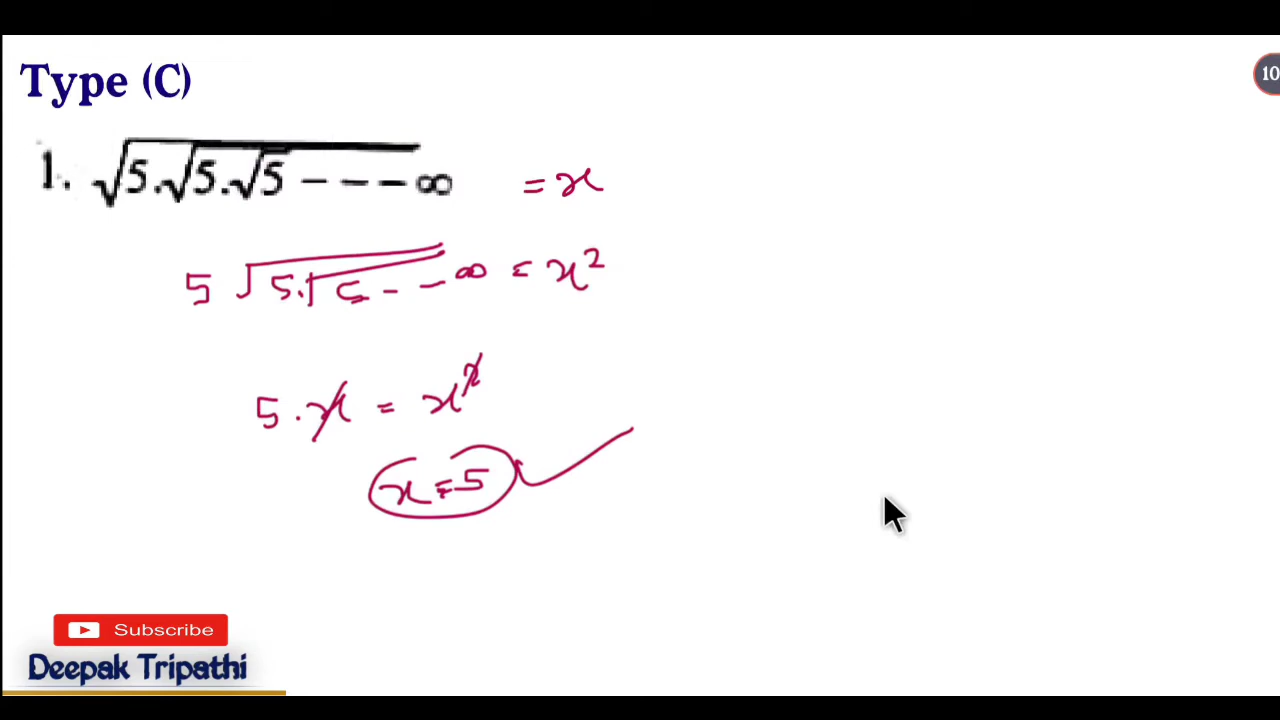 Type (C)
10
1. √5.√5.√5 - - - - ∞ = x
5 √5.√5 - - ∞ = x²
5 . x = x²
x = 5
Subscribe
Deepak Tripathi